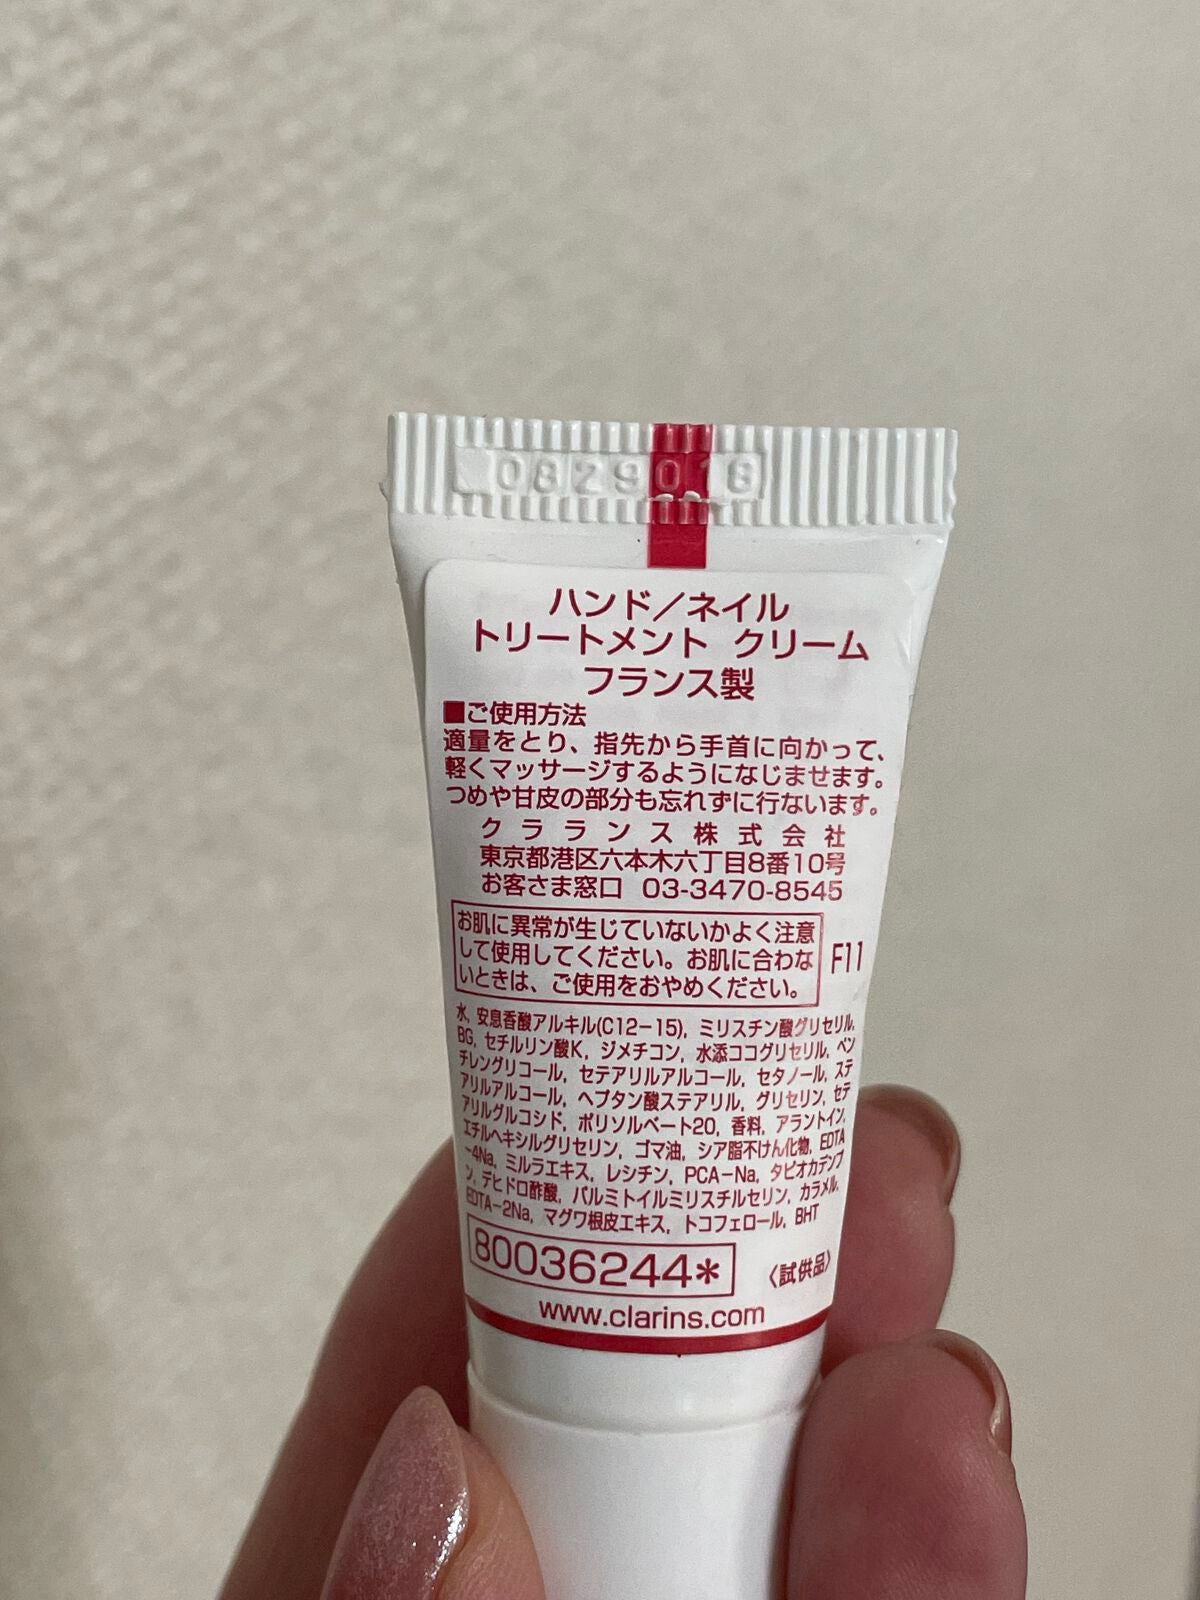 ハンド／ネイル
トリートメント クリーム
フランス製
■ご使用方法
適量をとり、指先から手首に向かって、
軽くマッサージするようになじませます。
つめや甘皮の部分も忘れずに行ないます。
クラランス株式会社
東京都港区六本木六丁目8番10号
お客さま窓口 03-3470-8545
お肌に異常が生じていないかよく注意
して使用してください。お肌に合わな
いときは、ご使用をおやめください。
F11
水, 安息香酸アルキル(C12-15), ミリスチン酸グリセリル,
BG, セチルリン酸K, ジメチコン, 水添ココグリセリル, ペン
チレングリコール, セテアリルアルコール, セタノール, ステ
アリルアルコール, ヘプタン酸ステアリル, グリセリン, セテ
アリルグルコシド, ポリソルベート20, 香料, アラントイン,
エチルヘキシルグリセリン, ゴマ油, シア脂不けん化物, EDTA
-4Na, ミルラエキス, レシチン, PCA-Na, タピオカデンプ
ン, デヒドロ酢酸, パルミトイルミリスチルセリン, カラメル,
EDTA-2Na, マグワ根皮エキス, トコフェロール, BHT
80036244*
〈試供品〉
www.clarins.com